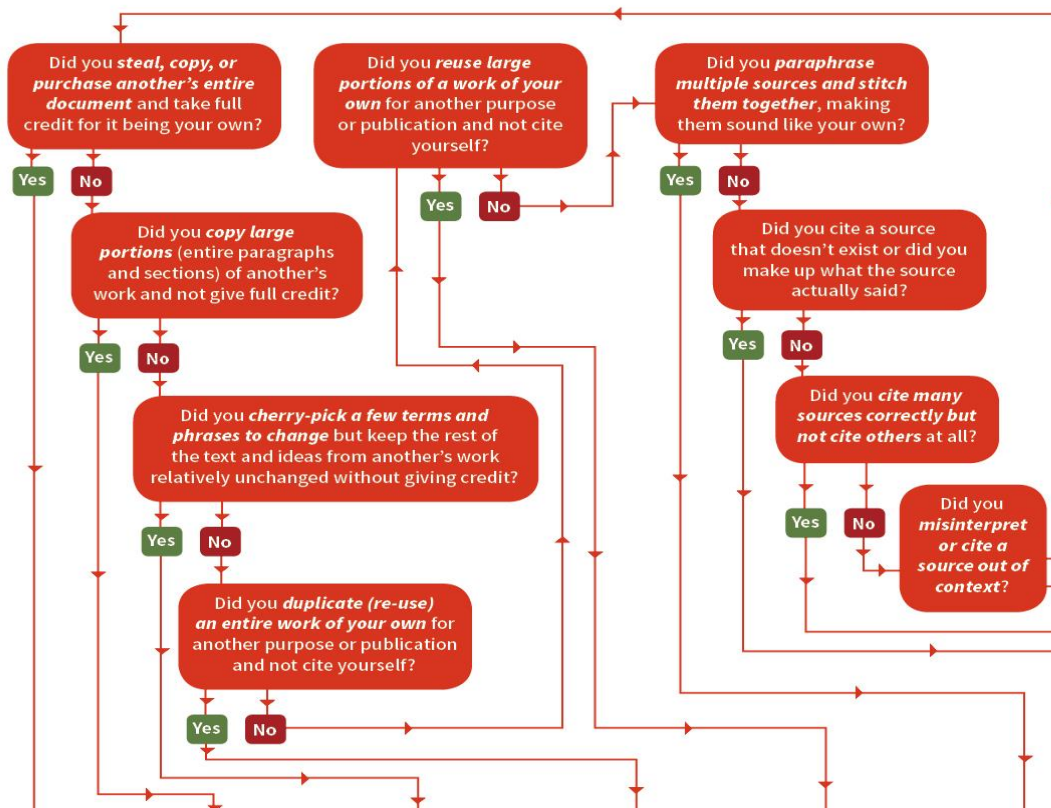 Did you steal, copy, or
purchase another's entire
document and take full
credit for it being your own?
Yes
No
Did you copy large
portions (entire paragraphs
and sections) of another's
work and not give full credit?
Yes
No
Did you cherry-pick a few terms and
phrases to change but keep the rest of
the text and ideas from another's work
relatively unchanged without giving credit?
Yes
No
Did you duplicate (re-use)
an entire work of your own for
another purpose or publication
and not cite yourself?
Yes
No
Did you reuse large
portions of a work of your
own for another purpose
or publication and not cite
yourself?
Yes
No
Did you paraphrase
multiple sources and stitch
them together, making
them sound like your own?
Yes
No
Did you cite a source
that doesn't exist or did you
make up what the source
actually said?
Yes
No
Did you cite many
sources correctly but
not cite others at all?
Yes
No
Did you
misinterpret
or cite a
source out of
context?